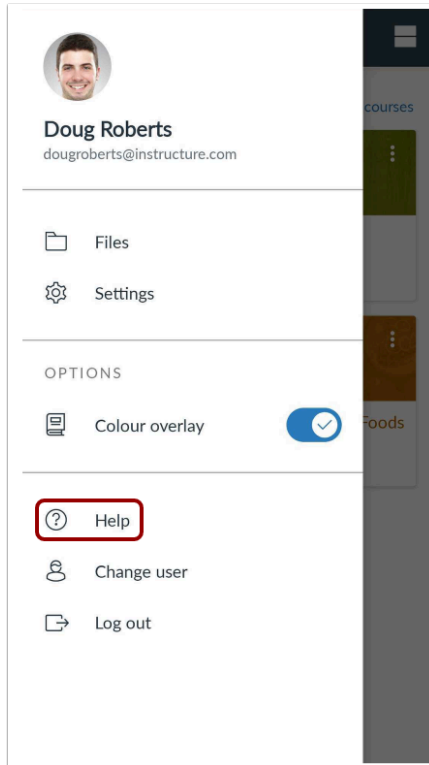 Doug Roberts
dougroberts@instructure.com
courses
Files
Settings
OPTIONS
Colour overlay
Foods
Help
Change user
Log out